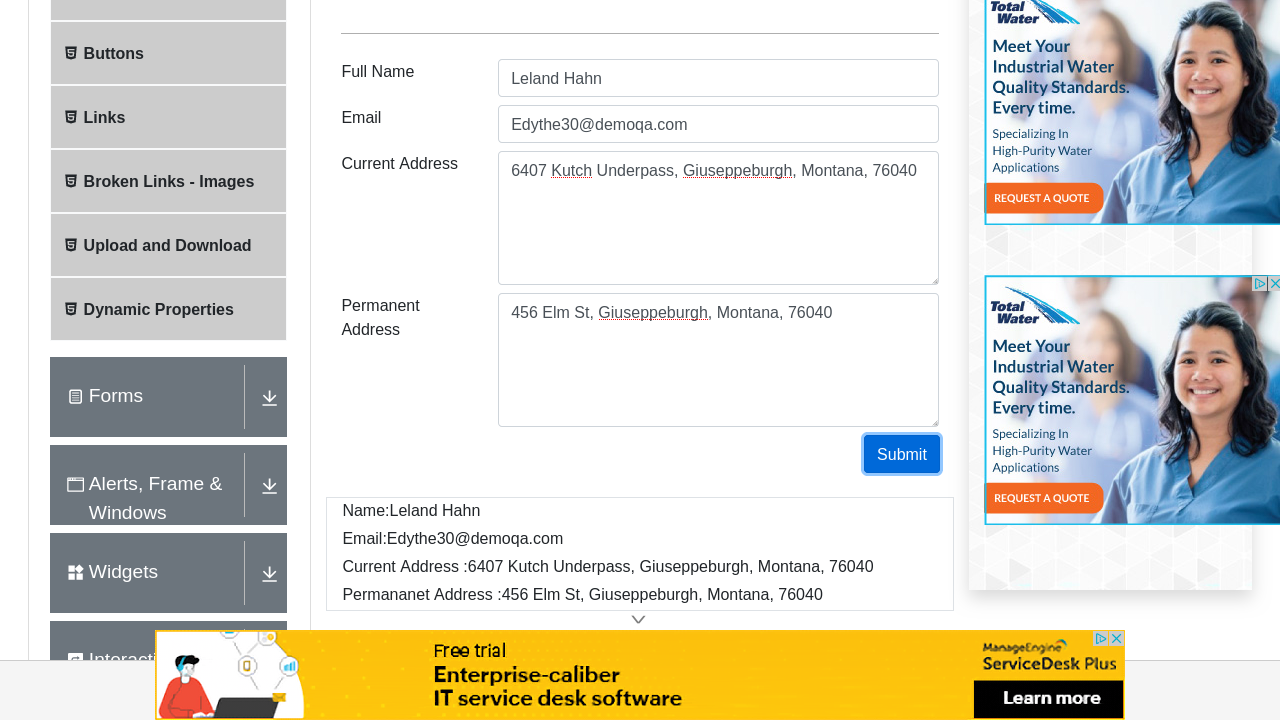 Buttons
Links
Broken Links - Images
Upload and Download
Dynamic Properties
Forms
Alerts, Frame &
Windows
Widgets
Full Name
Leland Hahn
Email
Edythe30@demoqa.com
Current Address
6407 Kutch Underpass, Giuseppeburgh, Montana, 76040
Permanent
Address
456 Elm St, Giuseppeburgh, Montana, 76040
Submit
Name:Leland Hahn
Email:Edythe30@demoqa.com
Current Address :6407 Kutch Underpass, Giuseppeburgh, Montana, 76040
Permananet Address :456 Elm St, Giuseppeburgh, Montana, 76040
Total
Water
Meet Your
Industrial Water
Quality Standards.
Every time.
Specializing In
High-Purity Water
Applications
REQUEST A QUOTE
Total
Water
Meet Your
Industrial Water
Quality Standards.
Every time.
Specializing In
High-Purity Water
Applications
REQUEST A QUOTE
Free trial
Enterprise-caliber
IT service desk software
ManageEngine
ServiceDesk Plus
Learn more